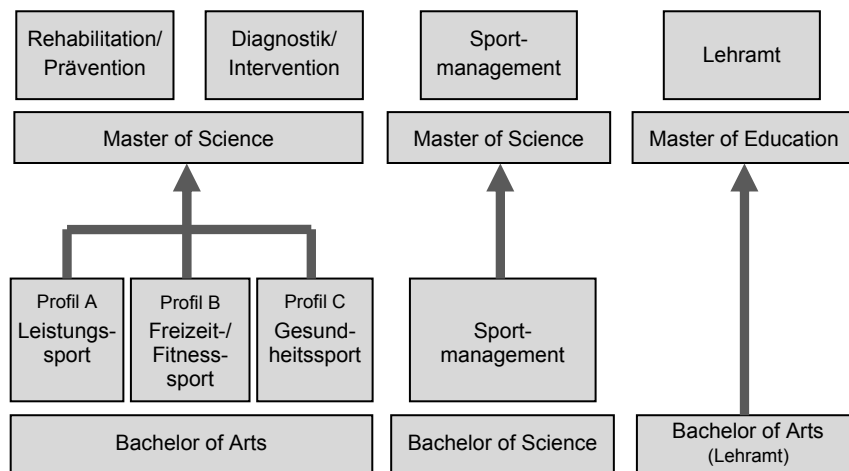 Rehabilitation/
Prävention
Diagnostik/
Intervention
Sport-
management
Lehramt
Master of Science
Master of Science
Master of Education
Profil A
Leistungs-
sport
Profil B
Freizeit-/
Fitness-
sport
Profil C
Gesund-
heitssport
Sport-
management
Bachelor of Arts
Bachelor of Science
Bachelor of Arts
(Lehramt)